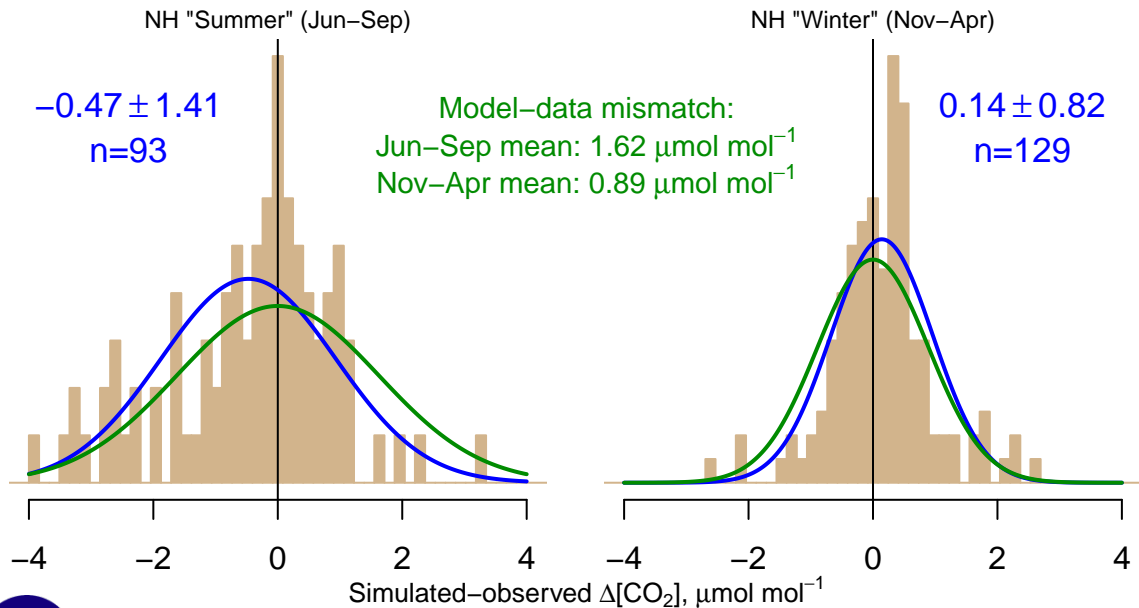 NH "Summer" (Jun−Sep)
−0.47 ± 1.41
n=93
Model−data mismatch:
Jun−Sep mean: 1.62 μmol mol⁻¹
Nov−Apr mean: 0.89 μmol mol⁻¹
NH "Winter" (Nov−Apr)
0.14 ± 0.82
n=129
−4 −2 0 2 4
−4 −2 0 2 4
Simulated−observed Δ[CO₂], μmol mol⁻¹